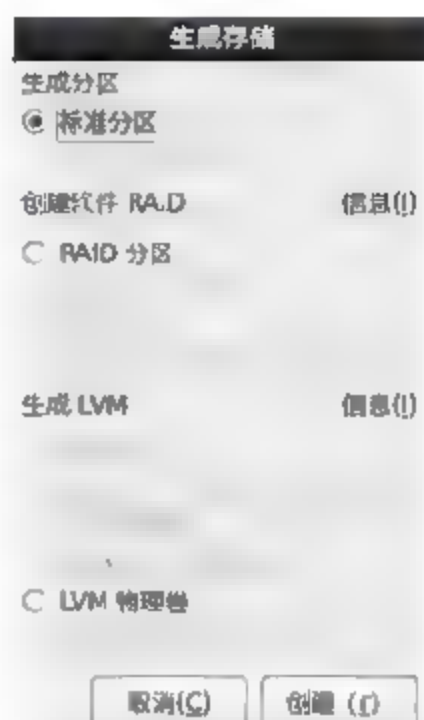 生成存储
生成分区
标准分区
创建软件 RAID 信息(I)
RAID 分区
生成 LVM 信息(I)
LVM 物理卷
取消(C) 创建 (r)